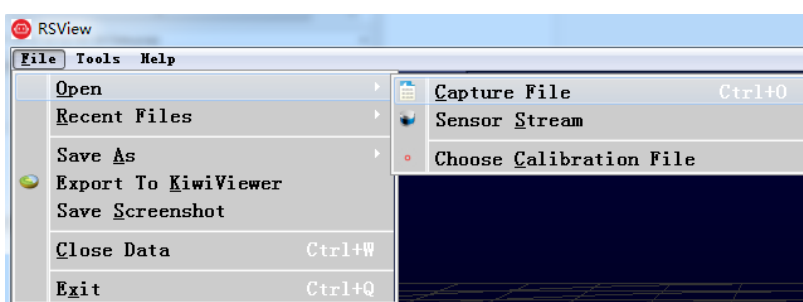 RSView
File Tools Help
Open
Recent Files
Save As
Export To KiwiViewer
Save Screenshot
Close Data Ctrl+W
Exit Ctrl+Q
Capture File Ctrl+O
Sensor Stream
Choose Calibration File